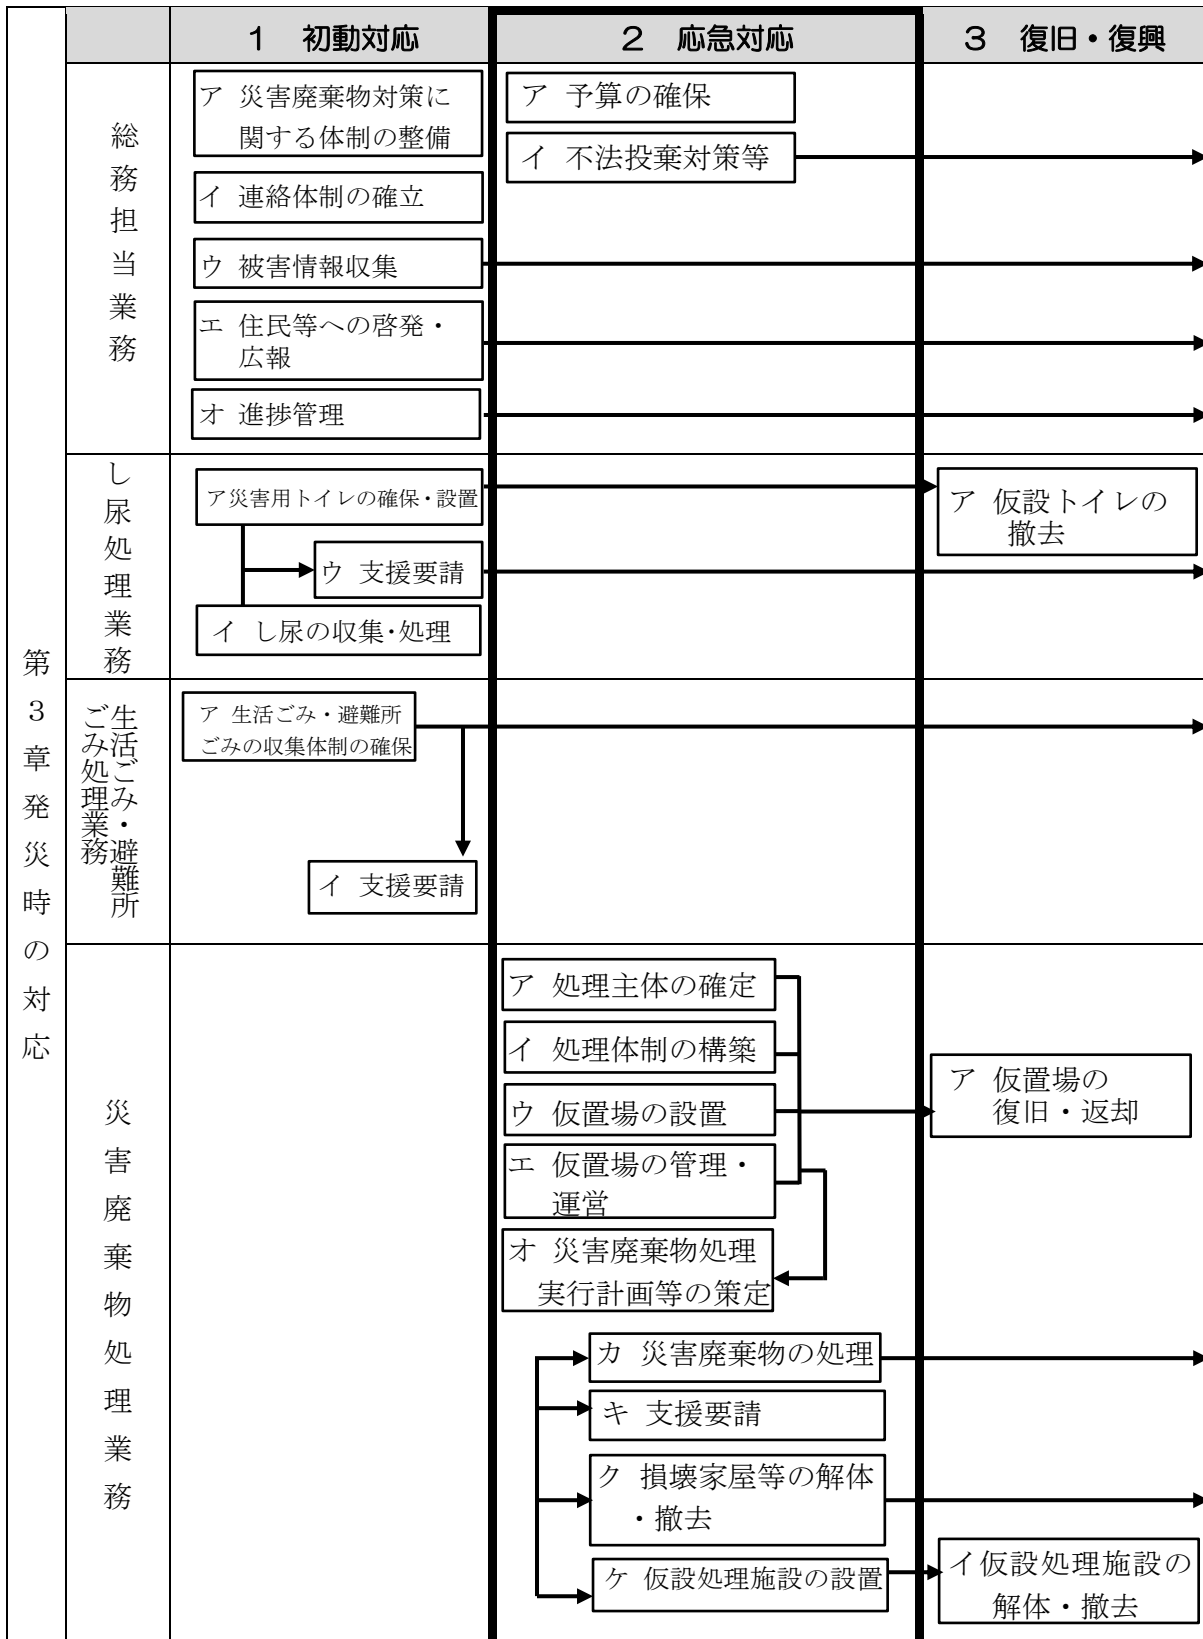 第3章発災時の対応
1　初動対応
2　応急対応
3　復旧・復興
総務担当業務
ア 災害廃棄物対策に
関する体制の整備
イ 連絡体制の確立
ウ 被害情報収集
エ 住民等への啓発・
広報
オ 進捗管理
ア 予算の確保
イ 不法投棄対策等
し尿処理業務
ア災害用トイレの確保・設置
ウ 支援要請
イ し尿の収集・処理
ア 仮設トイレの
撤去
生活ごみ・避難所
ごみ処理業務
ア 生活ごみ・避難所
ごみの収集体制の確保
イ 支援要請
災害廃棄物処理業務
ア 処理主体の確定
イ 処理体制の構築
ウ 仮置場の設置
エ 仮置場の管理・
運営
オ 災害廃棄物処理
実行計画等の策定
カ 災害廃棄物の処理
キ 支援要請
ク 損壊家屋等の解体
・撤去
ケ 仮設処理施設の設置
ア 仮置場の
復旧・返却
イ仮設処理施設の
解体・撤去